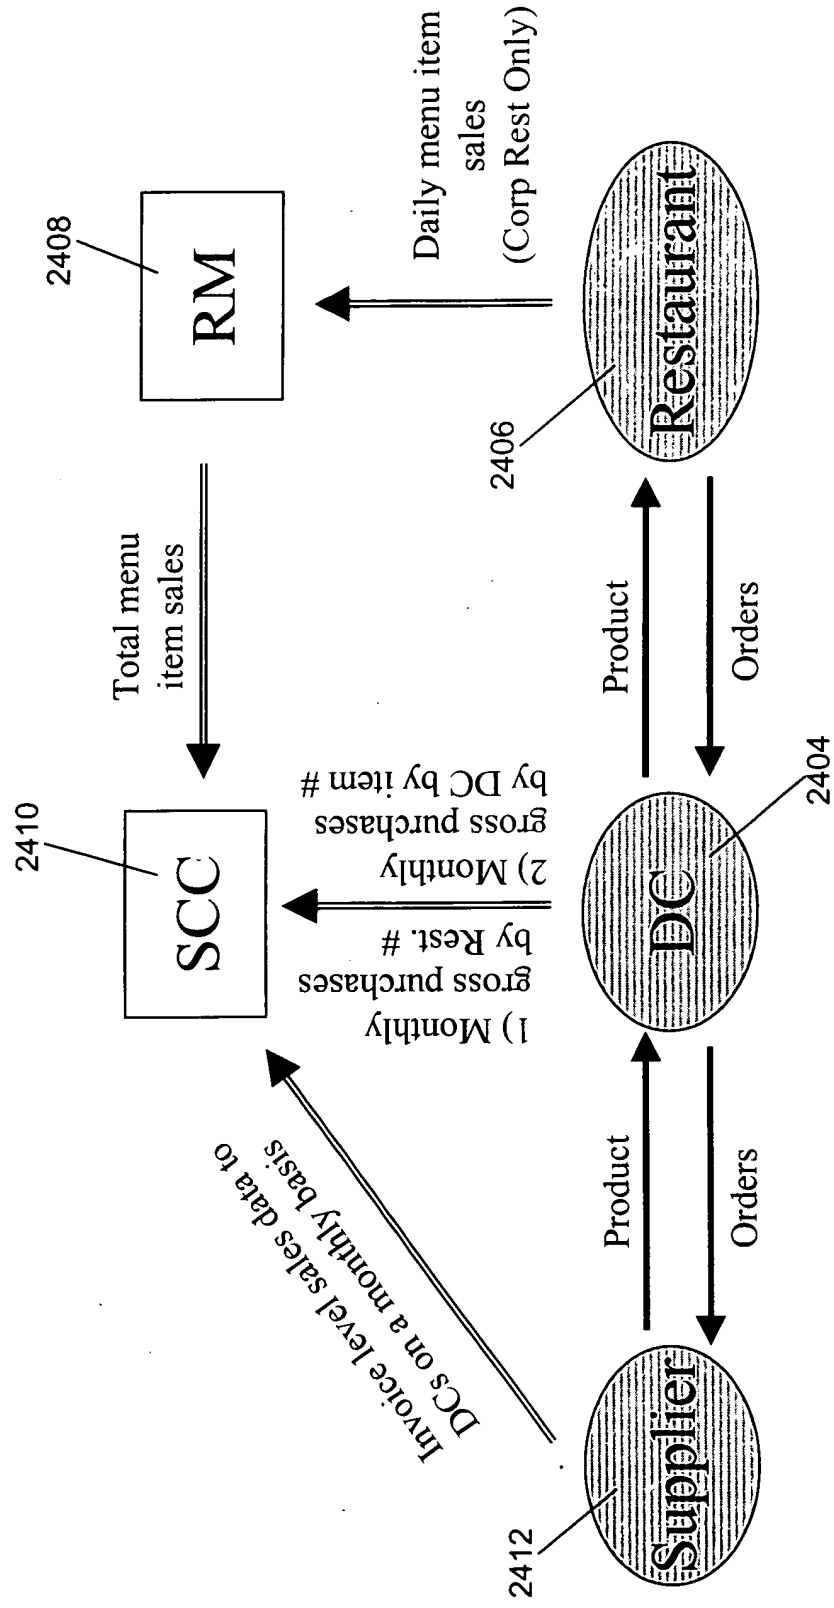 2410
SCC
Total menu
item sales
2408
RM
Invoice level sales data to
DCs on a monthly basis
1) Monthly
gross purchases
by Rest. #
2) Monthly
gross purchases
by DC by item #
Daily menu item
sales
(Corp Rest Only)
2412
Supplier
Product
Orders
DC
2404
Product
Orders
2406
Restaurant